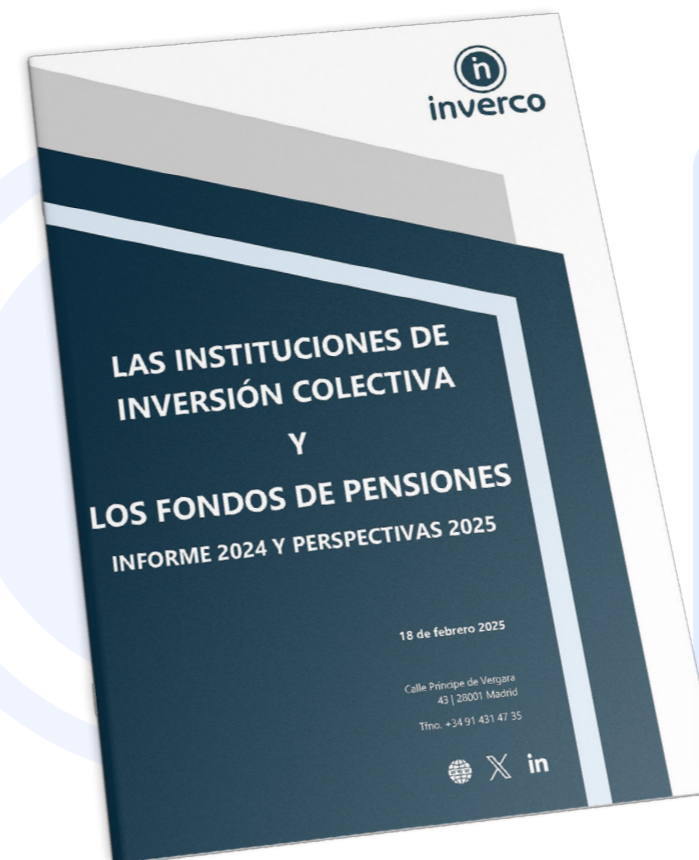 in
inverco
LAS INSTITUCIONES DE
INVERSIÓN COLECTIVA
Y
LOS FONDOS DE PENSIONES
INFORME 2024 Y PERSPECTIVAS 2025
18 de febrero 2025
Calle Príncipe de Vergara
43 | 28001 Madrid
Tfno. +34 91 431 47 35
X in